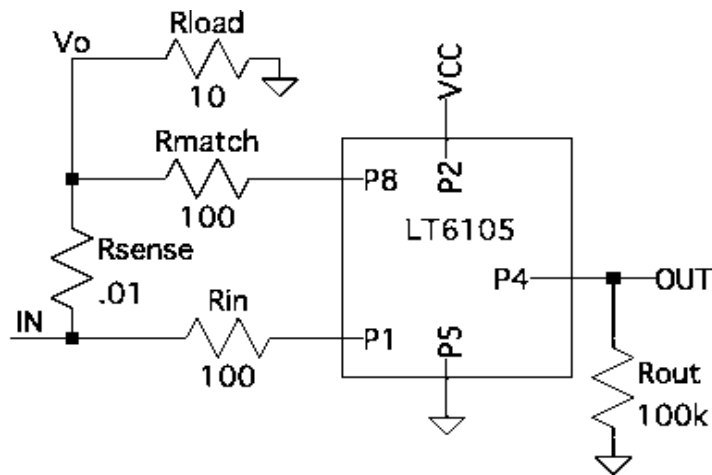 Rload
Vo
10
VCC
Rmatch
P8
P2
100
LT6105
Rsense
.01
P4
OUT
IN
Rin
P1
P5
100
Rout
100k